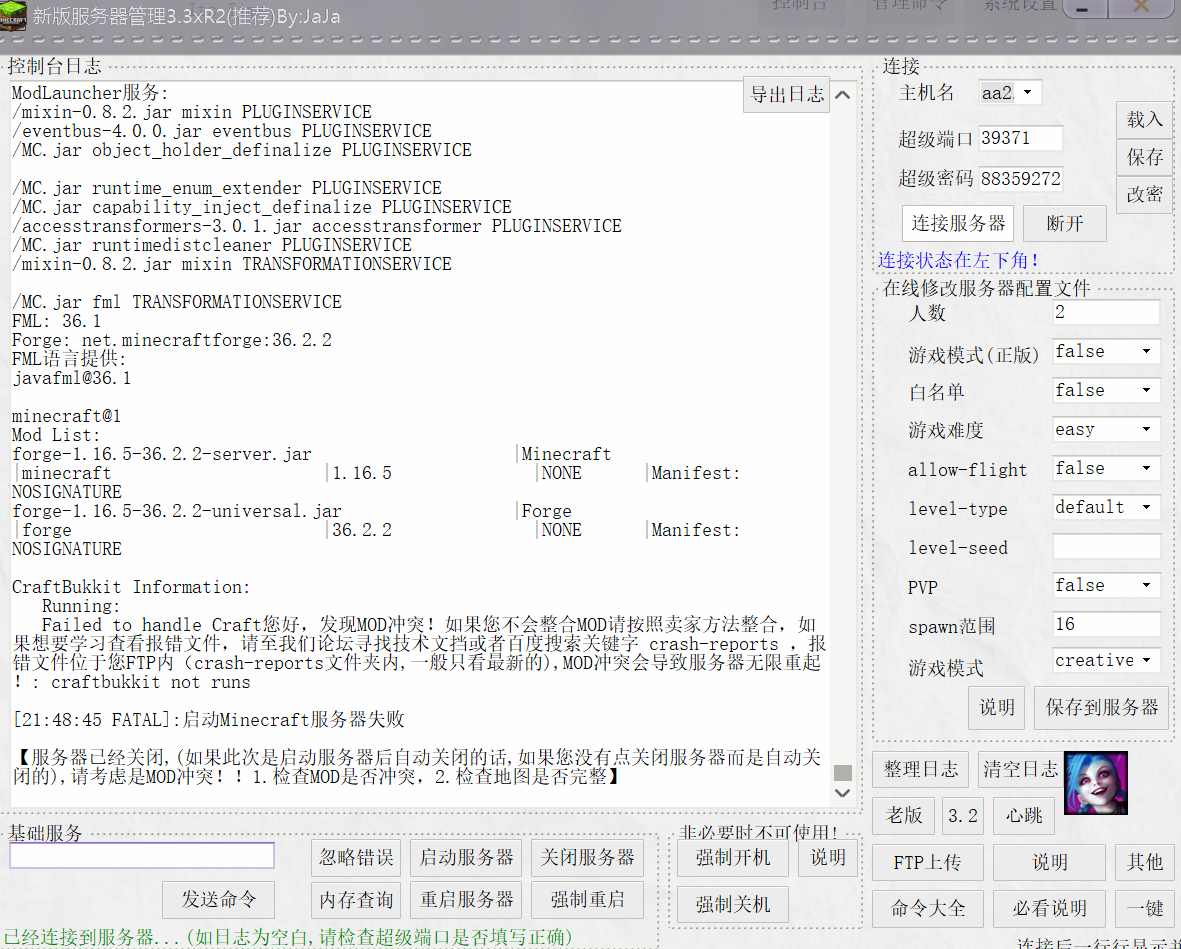 新版服务器管理3.3xR2(推荐)By:JaJa
控制台
管理命令
系统设置
控制台日志
导出日志
ModLauncher服务:
/mixin-0.8.2.jar mixin PLUGINSERVICE
/eventbus-4.0.0.jar eventbus PLUGINSERVICE
/MC.jar object_holder_definalize PLUGINSERVICE
/MC.jar runtime_enum_extender PLUGINSERVICE
/MC.jar capability_inject_definalize PLUGINSERVICE
/accesstransformers-3.0.1.jar accesstransformer PLUGINSERVICE
/MC.jar runtimedistcleaner PLUGINSERVICE
/mixin-0.8.2.jar mixin TRANSFORMATIONSERVICE
/MC.jar fml TRANSFORMATIONSERVICE
FML: 36.1
Forge: net.minecraftforge:36.2.2
FML语言提供:
javafml@36.1
minecraft@1
Mod List:
forge-1.16.5-36.2.2-server.jar |Minecraft
|minecraft |1.16.5 |NONE |Manifest:
NOSIGNATURE
forge-1.16.5-36.2.2-universal.jar |Forge
|forge |36.2.2 |NONE |Manifest:
NOSIGNATURE
CraftBukkit Information:
Running:
Failed to handle Craft您好，发现MOD冲突！如果您不会整合MOD请按照卖家方法整合，如
果想要学习查看报错文件，请至我们论坛寻找技术文挡或者百度搜索关键字 crash-reports ，报
错文件位于您FTP内（crash-reports文件夹内,一般只看最新的),MOD冲突会导致服务器无限重起
！: craftbukkit not runs
[21:48:45 FATAL]:启动Minecraft服务器失败
【服务器已经关闭,(如果此次是启动服务器后自动关闭的话,如果您没有点关闭服务器而是自动关
闭的),请考虑是MOD冲突！！1.检查MOD是否冲突，2.检查地图是否完整】
连接
主机名 aa2.
超级端口 39371
超级密码 88359272
载入
保存
改密
连接服务器 断开
连接状态在左下角!
在线修改服务器配置文件
人数 2
游戏模式(正版) false
白名单 false
游戏难度 easy
allow-flight false
level-type default
level-seed
PVP false
spawn范围 16
游戏模式 creative
说明 保存到服务器
整理日志 清空日志
老版 3.2 心跳
FTP上传 说明 其他
命令大全 必看说明 一键
连接后一行行显示并
基础服务
忽略错误 启动服务器 关闭服务器
发送命令 内存查询 重启服务器 强制重启
非必要时不可使用!
强制开机 说明
强制关机
已经连接到服务器...(如日志为空白,请检查超级端口是否填写正确)